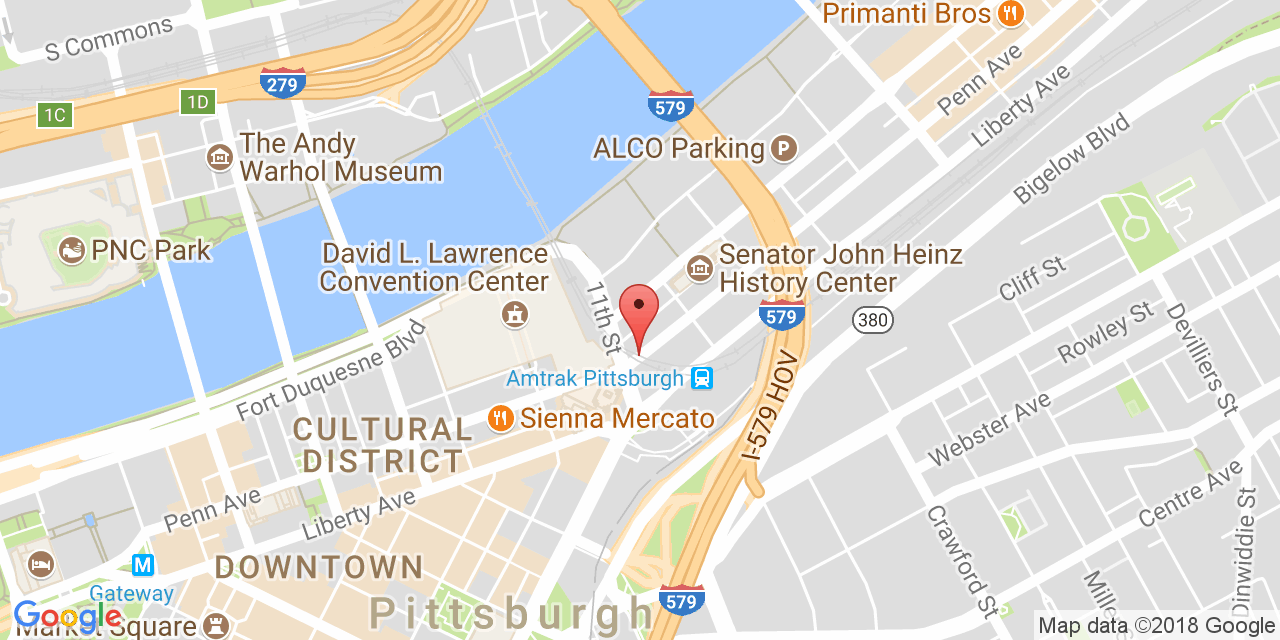 S Commons
Primanti Bros
279
1D
1C
579
Penn Ave
Liberty Ave
The Andy
Warhol Museum
ALCO Parking
P
Bigelow Blvd
PNC Park
David L. Lawrence
Convention Center
Senator John Heinz
History Center
11th St
Cliff St
579
380
Fort Duquesne Blvd
Rowley St
Devilliers St
Amtrak Pittsburgh
I-579 HOV
Sienna Mercato
CULTURAL
DISTRICT
Webster Ave
Penn Ave
Liberty Ave
Centre Ave
Crawford St
Dinwiddie St
M
Gateway
DOWNTOWN
Pittsburgh
579
Mille
Google
Market Square
Map data ©2018 Google